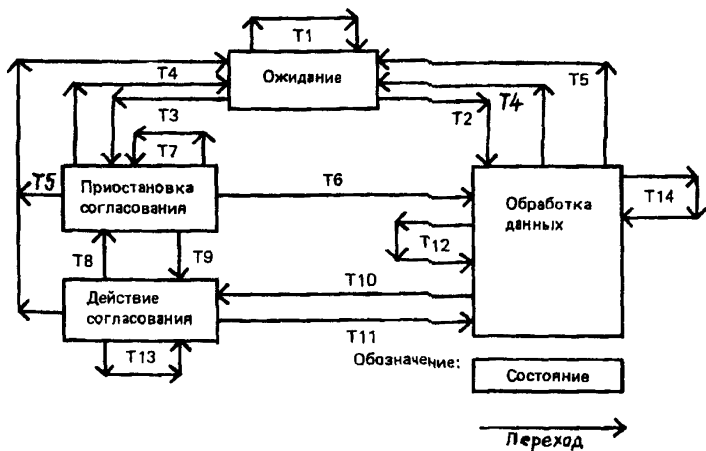 T1
Ожидание
T4
T5
T3
T2
T4
T7
Приостановка
согласования
T5
T6
Обработка
данных
T14
T12
T8
T9
T10
Действие
согласования
T11
T13
Обозначение:
Состояние
Переход